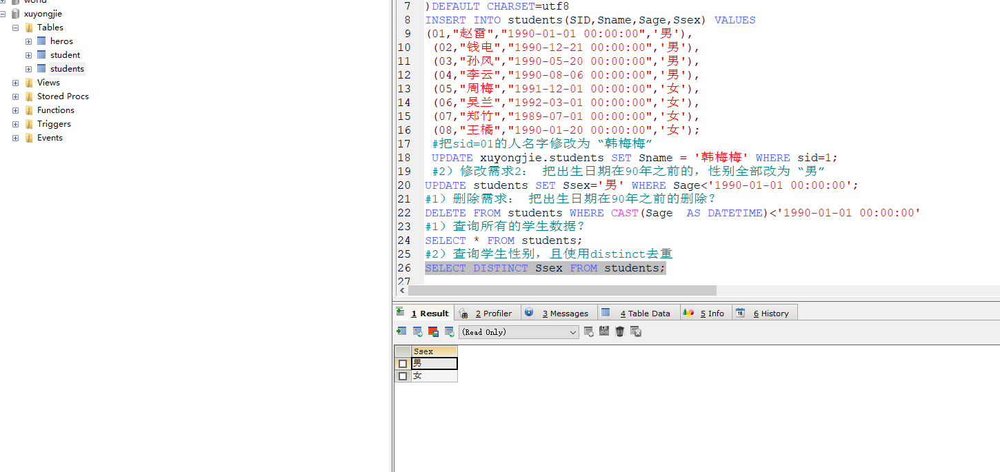 world
xuyongjie
Tables
heros
student
students
Views
Stored Procs
Functions
Triggers
Events
7 )DEFAULT CHARSET=utf8
8 INSERT INTO students(SID,Sname,Sage,Ssex) VALUES
9 (01,"赵雷","1990-01-01 00:00:00",'男'),
10 (02,"钱电","1990-12-21 00:00:00",'男'),
11 (03,"孙风","1990-05-20 00:00:00",'男'),
12 (04,"李云","1990-08-06 00:00:00",'男'),
13 (05,"周梅","1991-12-01 00:00:00",'女'),
14 (06,"吴兰","1992-03-01 00:00:00",'女'),
15 (07,"郑竹","1989-07-01 00:00:00",'女'),
16 (08,"王橘","1990-01-20 00:00:00",'女');
17 #把sid=01的人名字修改为 “韩梅梅”
18 UPDATE xuyongjie.students SET Sname = '韩梅梅' WHERE sid=1;
19 #2) 修改需求2: 把出生日期在90年之前的, 性别全部改为 “男”
20 UPDATE students SET Ssex='男' WHERE Sage<'1990-01-01 00:00:00';
21 #1) 删除需求: 把出生日期在90年之前的删除?
22 DELETE FROM students WHERE CAST(Sage  AS DATETIME)<'1990-01-01 00:00:00'
23 #1) 查询所有的学生数据?
24 SELECT * FROM students;
25 #2) 查询学生性别, 且使用distinct去重
26 SELECT DISTINCT Ssex FROM students;
27
1 Result 2 Profiler 3 Messages 4 Table Data 5 Info 18 6 History
(Read Only)
Ssex
男
女